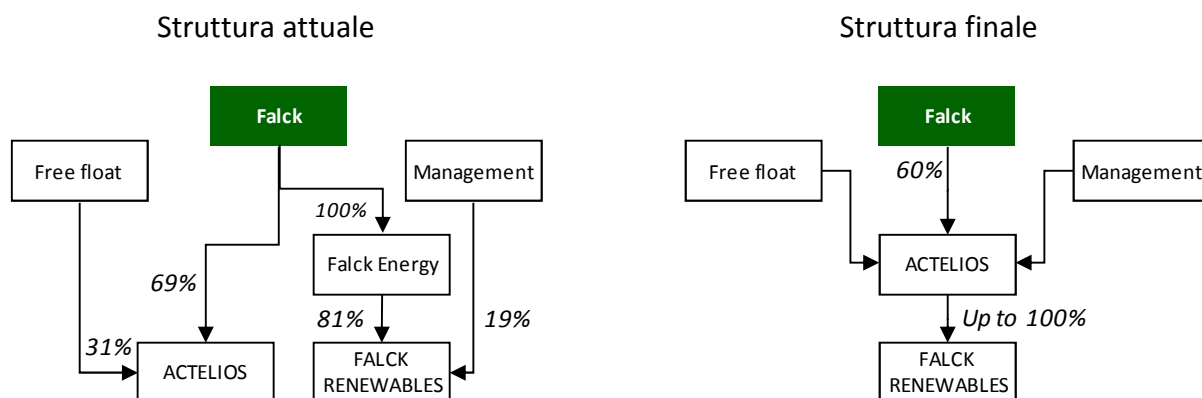 Struttura attuale
Falck
Free float
Management
100%
Falck Energy
69%
81%
19%
31%
ACTELIOS
FALCK
RENEWABLES
Struttura finale
Falck
Free float
60%
Management
ACTELIOS
Up to 100%
FALCK
RENEWABLES